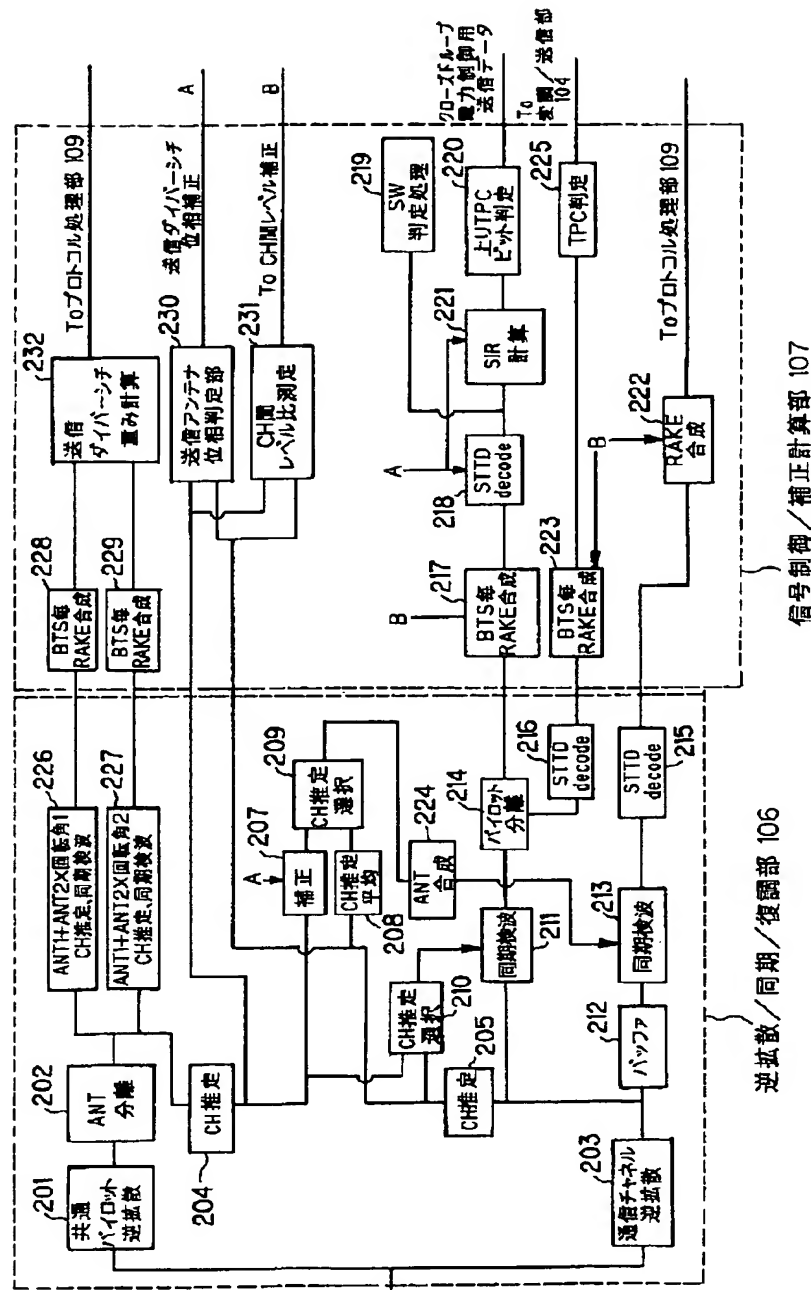 201
共通
パイロット
逆拡散
202
ANT
分離
226
ANT1+ANT2X回転角1
CH推定,同期検波
227
ANT1+ANT2X回転角2
CH推定、同期検波
204
CH推定
A
207
補正
209
CH推定
選択
CH推定
平均
208
210
CH推定
選択
205
CH推定
224
ANT
合成
211
同期検波
214
パイロット
分離
216
STTD
decode
203
通信チャネル
逆拡散
212
バッファ
213
同期検波
215
STTD
decode
逆拡散/同期/復調部 106
228
BTS毎
RAKE合成
229
BTS毎
RAKE合成
232
送信
ダイバーシチ
重み計算
Toプロトコル処理部 109
230
送信アンテナ
位相判定部
送信ダイバーシチ
位相補正
A
231
CH間
レベル比測定
To CH間レベル補正
B
B
217
BTS毎
RAKE合成
A
218
STTD
decode
221
SIR
計算
219
SW
判定処理
220
上りTPC
ビット判定
クローズドループ
電力制御用
送信データ
223
BTS毎
RAKE合成
225
TPC判定
To
変調/送信部
104
B
222
RAKE
合成
Toプロトコル処理部 109
信号制御/補正計算部 107